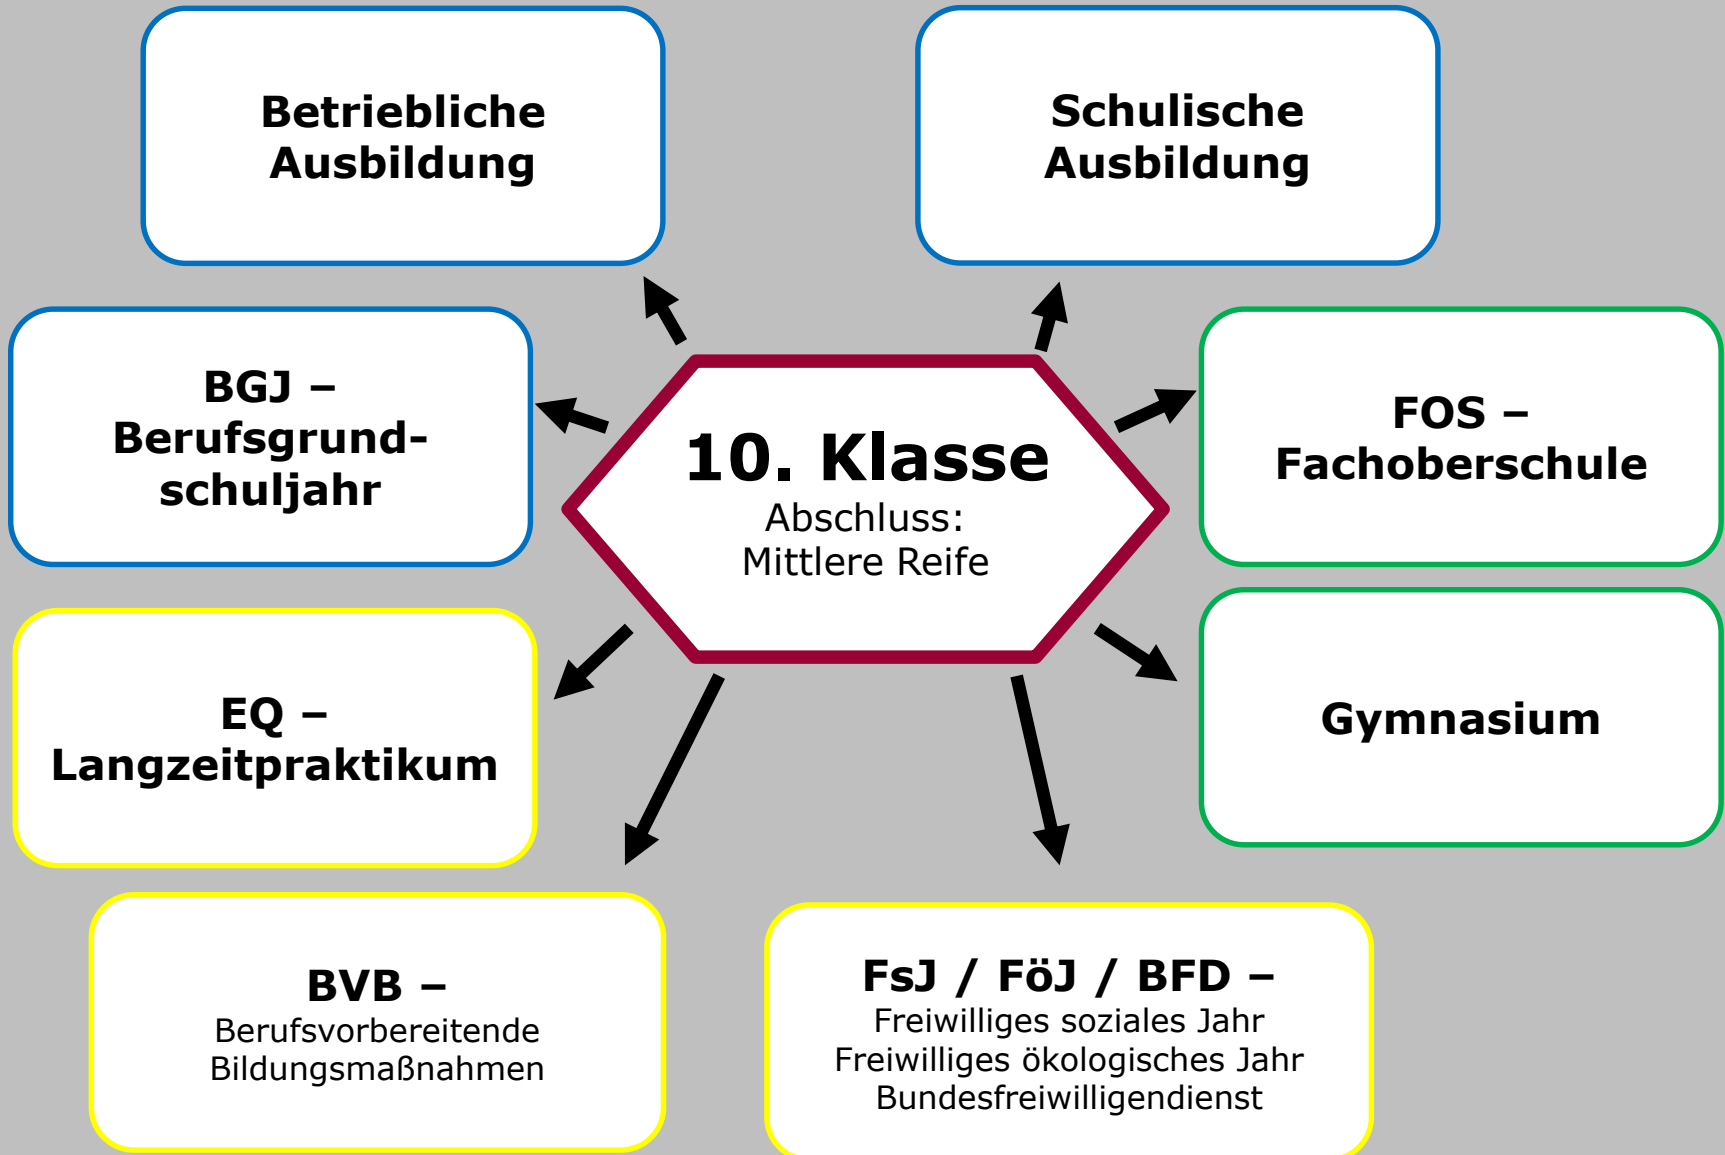 Betriebliche
Ausbildung
Schulische
Ausbildung
BGJ –
Berufsgrund-
schuljahr
10. Klasse
Abschluss:
Mittlere Reife
FOS –
Fachoberschule
EQ –
Langzeitpraktikum
Gymnasium
BVB –
Berufsvorbereitende
Bildungsmaßnahmen
FsJ / FöJ / BFD –
Freiwilliges soziales Jahr
Freiwilliges ökologisches Jahr
Bundesfreiwilligendienst